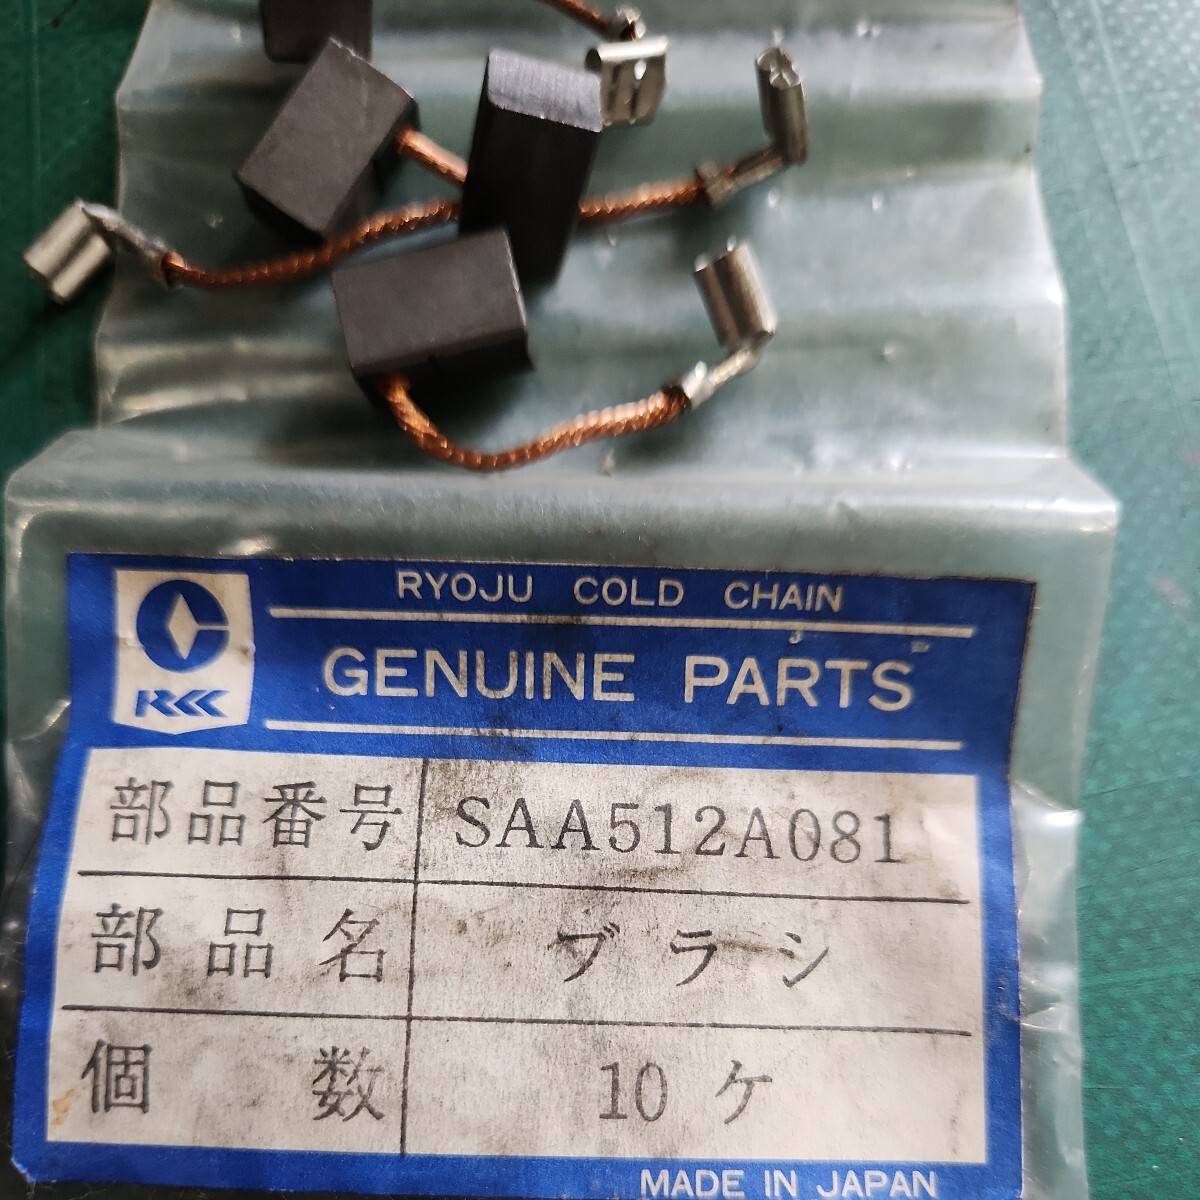 RYOJU COLD CHAIN
GENUINE PARTS
RKK
部品番号 SAA512A081
部品名 ブラシ
個数 10ケ
MADE IN JAPAN